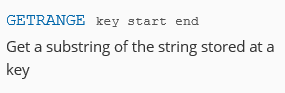 GETRANGE key start end
Get a substring of the string stored at a
key